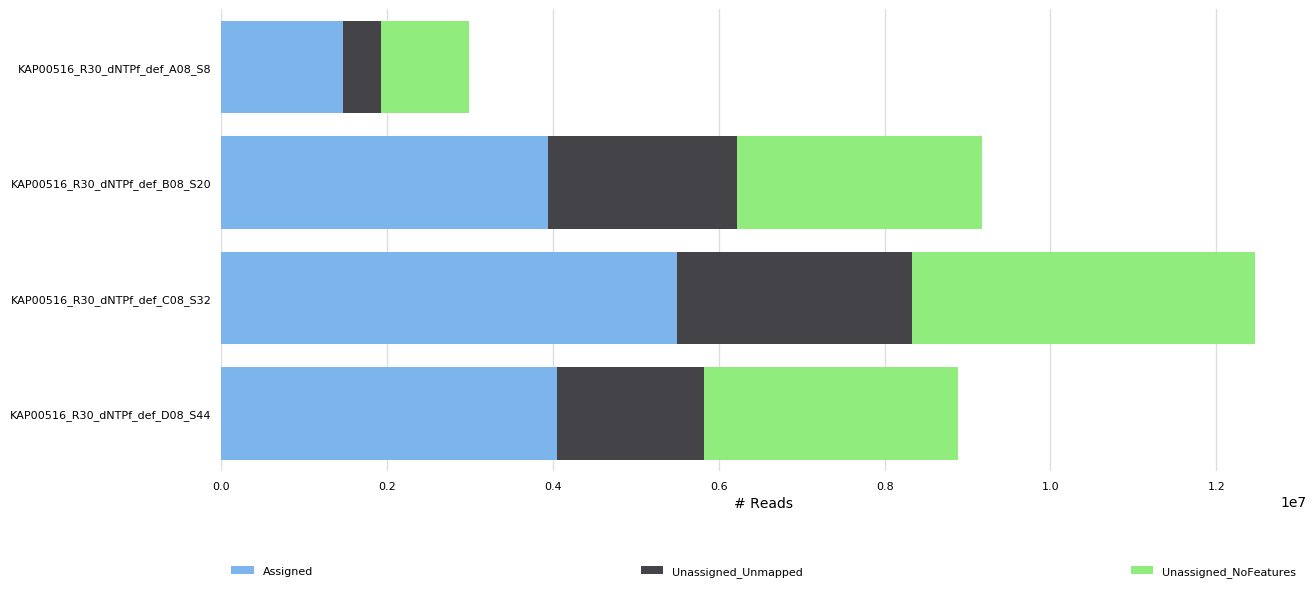 KAP00516_R30_dNTPf_def_A08_S8
KAP00516_R30_dNTPf_def_B08_S20
KAP00516_R30_dNTPf_def_C08_S32
KAP00516_R30_dNTPf_def_D08_S44
0.0 0.2 0.4 0.6 0.8 1.0 1.2
# Reads 1e7
Assigned Unassigned_Unmapped Unassigned_NoFeatures